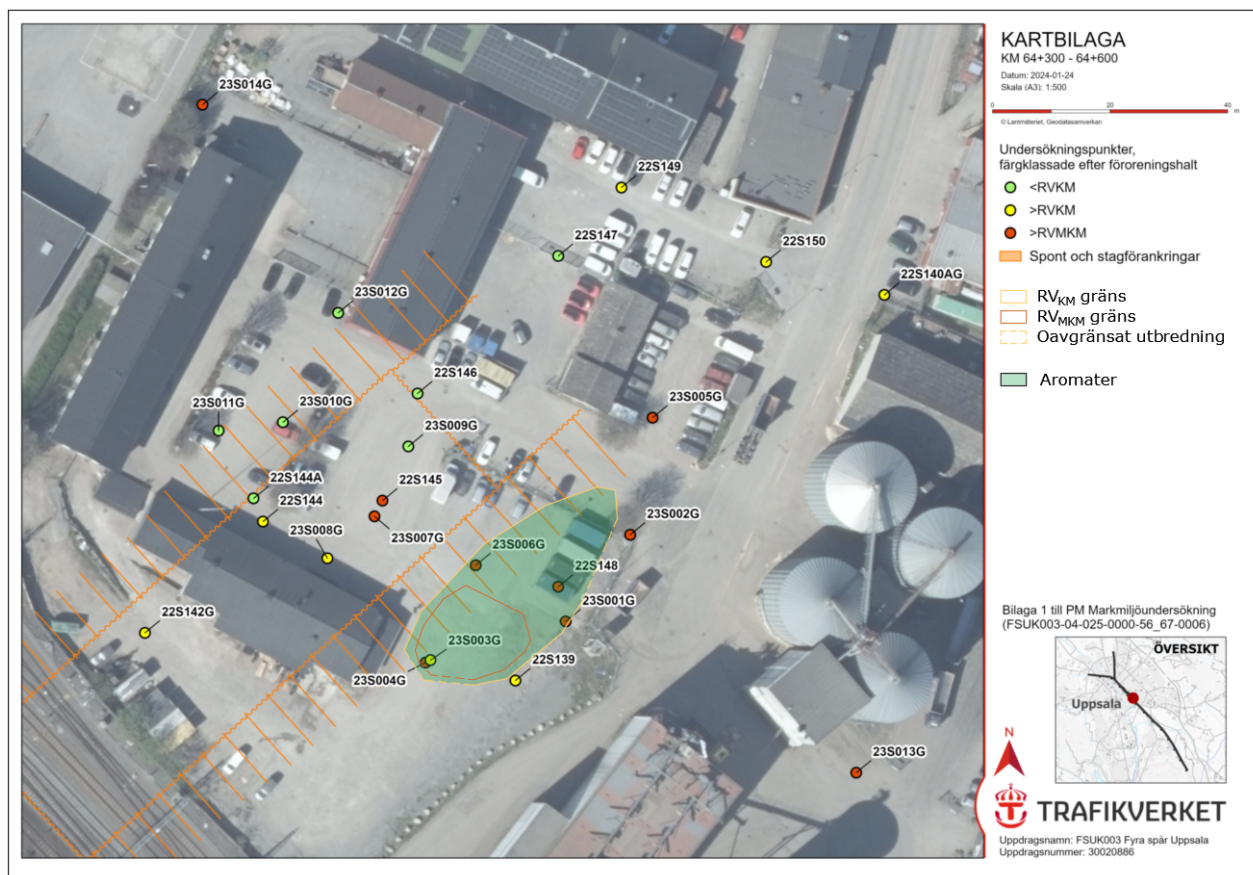 23S014G
22S149
22S147
22S150
22S140AG
23S012G
22S146
23S005G
23S010G
23S011G
23S009G
22S144A
22S145
22S144
23S007G
23S002G
23S008G
23S006G
22S148
23S001G
22S142G
23S003G
22S139
23S004G
23S013G
KARTBILAGA
KM 64+300 - 64+600
Datum: 2024-01-24
Skala (A3): 1:500
0 20 40 m
© Lantmäteriet, Geodatasamverkan
Undersökningspunkter,
färgklassade efter föroreningshalt
<RVKM
>RVKM
>RVMKM
Spont och stagförankringar
RVKM gräns
RVMKM gräns
Oavgränsat utbredning
Aromater
Bilaga 1 till PM Markmiljöundersökning
(FSUK003-04-025-0000-56_67-0006)
ÖVERSIKT
Uppsala
N
TRAFIKVERKET
Uppdragsnamn: FSUK003 Fyra spår Uppsala
Uppdragsnummer: 30020886